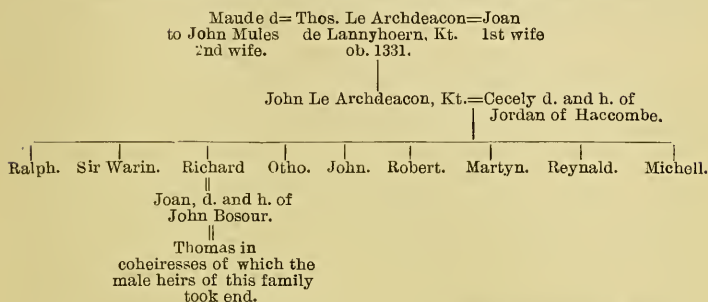 Maude d= Thos. Le Archdeacon=Joan
to John Mules de Lannyhoern, Kt. 1st wife
2nd wife. ob. 1331.
John Le Archdeacon, Kt.=Cecely d. and h. of
Jordan of Haccombe.
Ralph. Sir Warin. Richard Otho. John. Robert. Martyn. Reynald. Michell.
Joan, d. and h. of
John Bosour.
Thomas in
coheiresses of which the
male heirs of this family
took end.